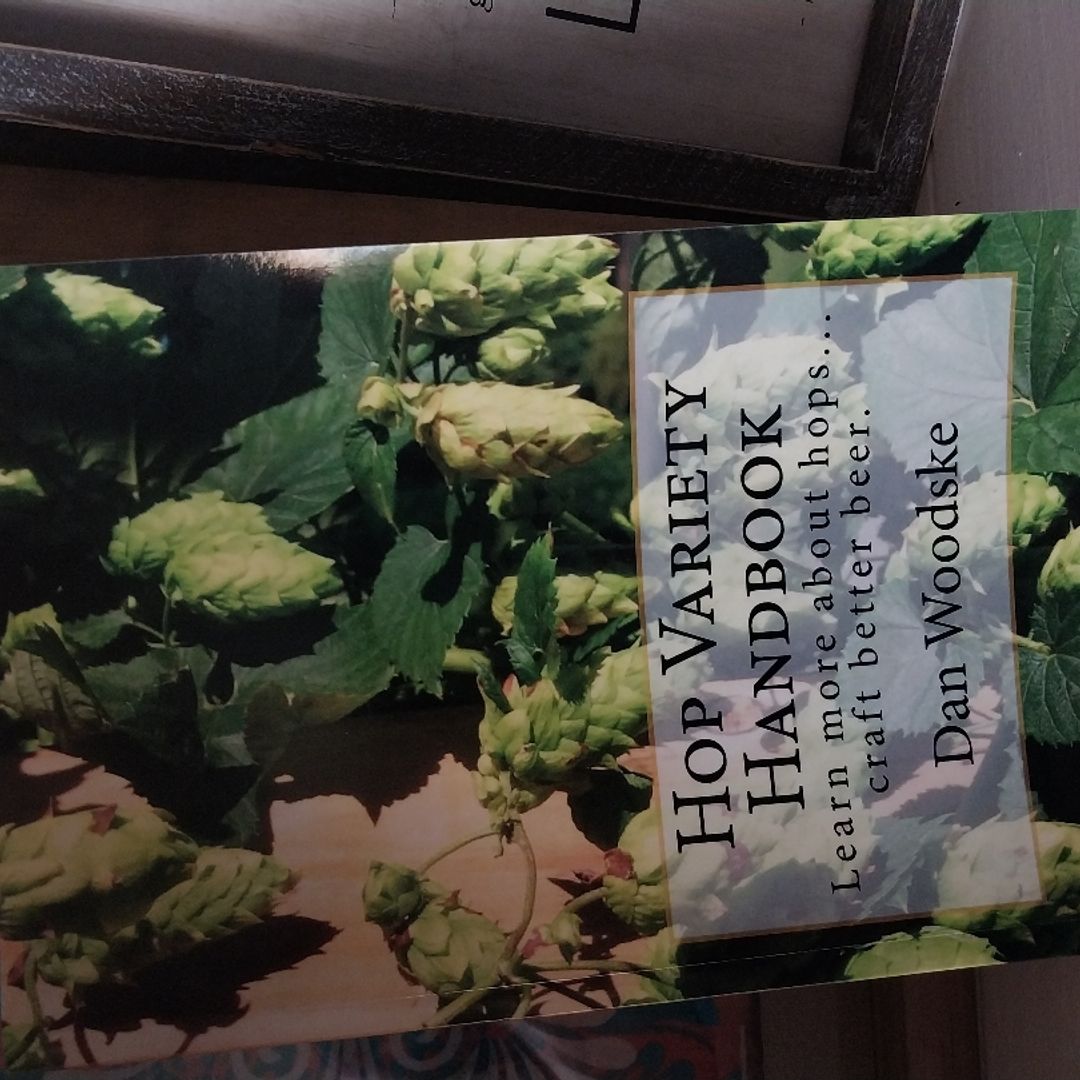 HOP VARIETY
HANDBOOK
Learn more about hops....
craft better beer.
Dan Woodske